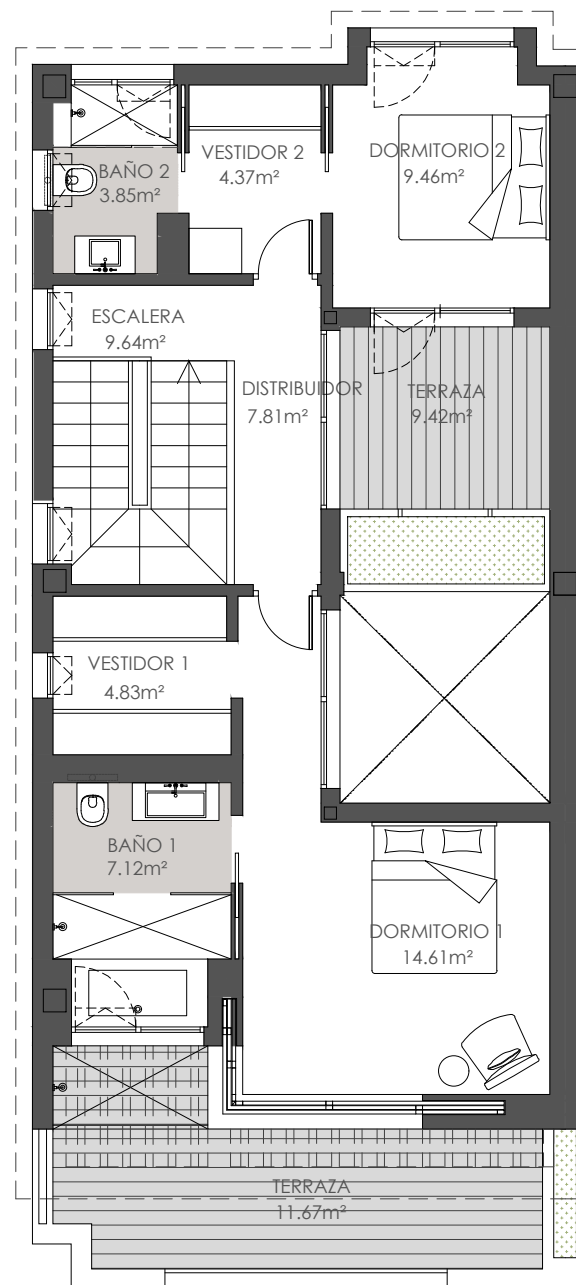 BAÑO 2
3.85m²
VESTIDOR 2
4.37m²
DORMITORIO 2
9.46m²
ESCALERA
9.64m²
DISTRIBUIDOR
7.81m²
TERRAZA
9.42m²
VESTIDOR 1
4.83m²
BAÑO 1
7.12m²
DORMITORIO 1
14.61m²
TERRAZA
11.67m²